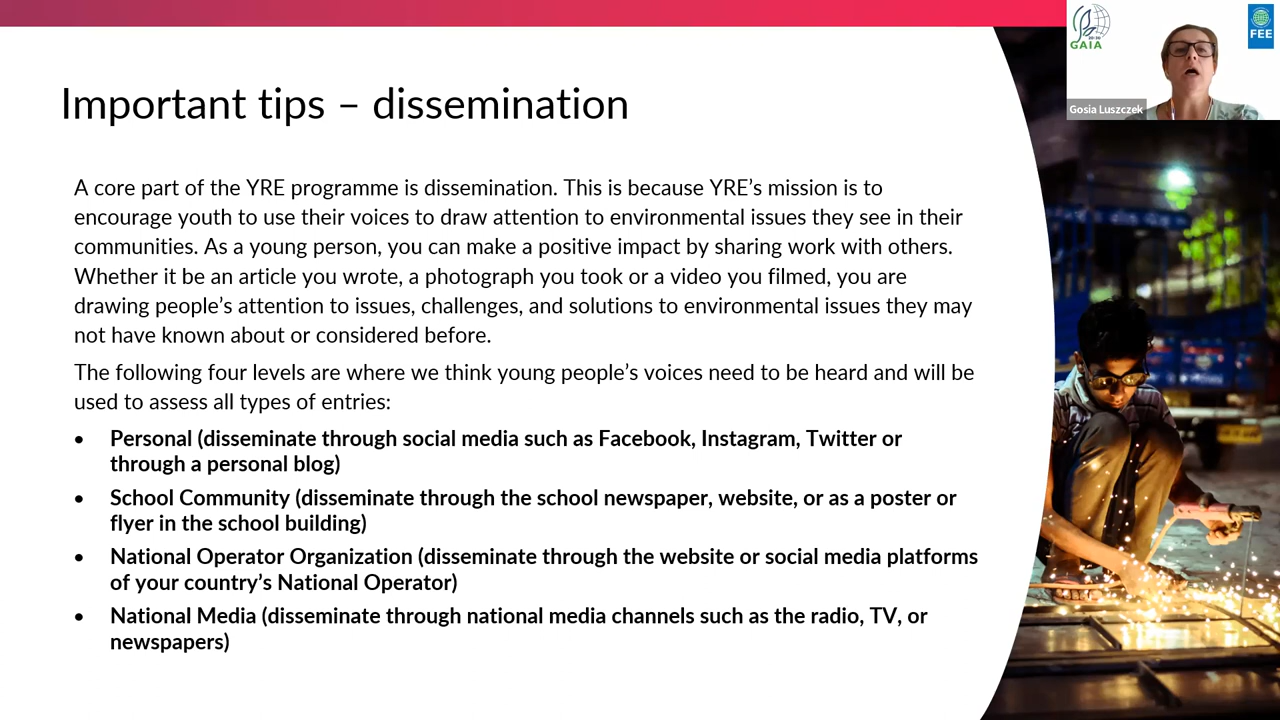 Important tips – dissemination
A core part of the YRE programme is dissemination. This is because YRE’s mission is to
encourage youth to use their voices to draw attention to environmental issues they see in their
communities. As a young person, you can make a positive impact by sharing work with others.
Whether it be an article you wrote, a photograph you took or a video you filmed, you are
drawing people’s attention to issues, challenges, and solutions to environmental issues they may
not have known about or considered before.
The following four levels are where we think young people’s voices need to be heard and will be
used to assess all types of entries:
• Personal (disseminate through social media such as Facebook, Instagram, Twitter or
through a personal blog)
• School Community (disseminate through the school newspaper, website, or as a poster or
flyer in the school building)
• National Operator Organization (disseminate through the website or social media platforms
of your country’s National Operator)
• National Media (disseminate through national media channels such as the radio, TV, or
newspapers)
GAIA
FEE
Gosia Luszczek